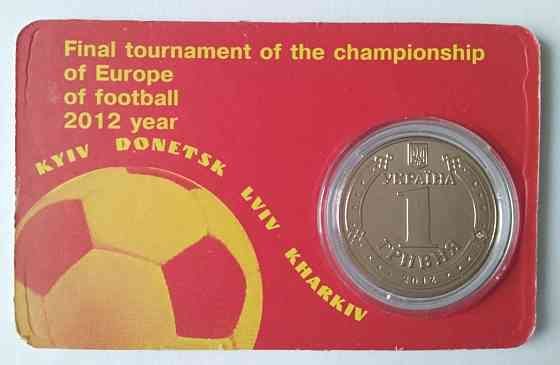 Final tournament of the championship
of Europe
of football
2012 year
KYIV DONETSK LVIV KHARKIV
УКРАЇНА
1
ГРИВНЯ
2012